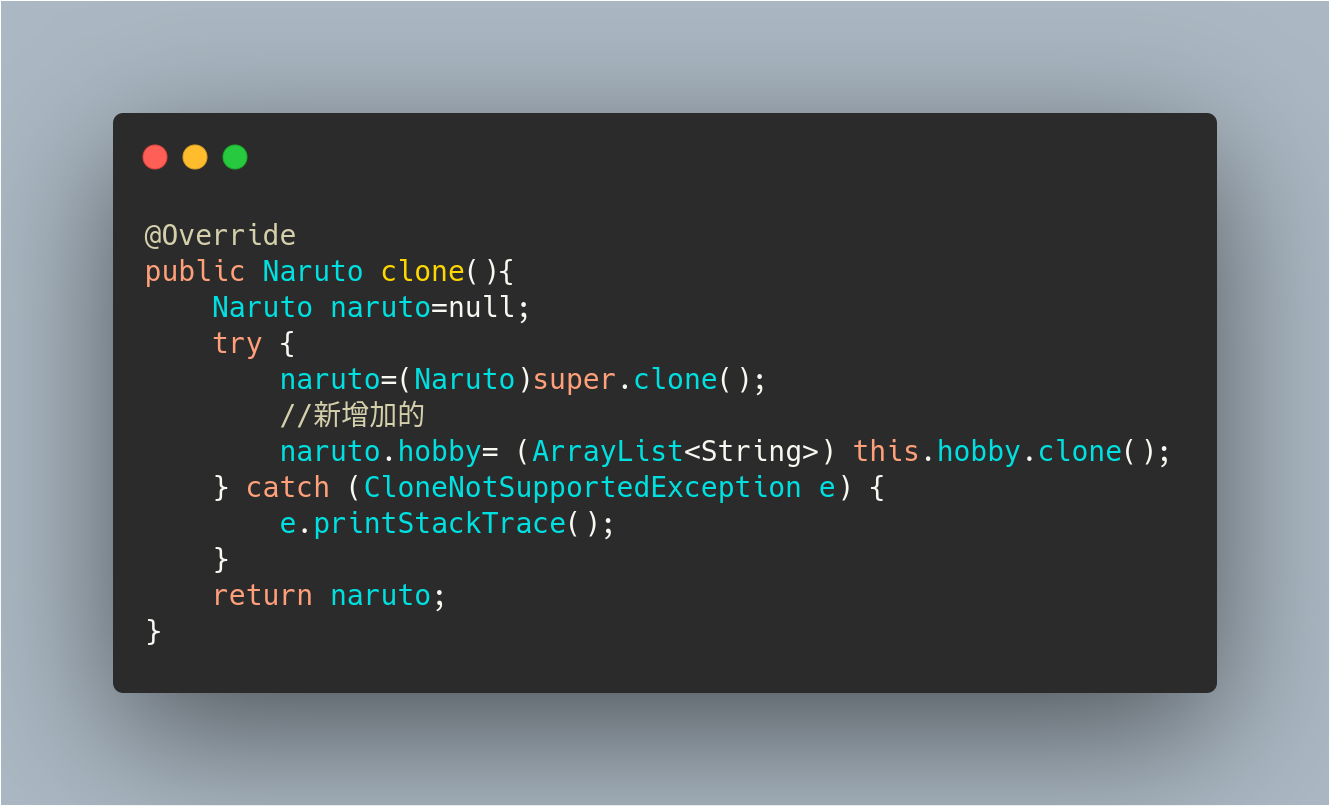 @Override
public Naruto clone(){
    Naruto naruto=null;
    try {
        naruto=(Naruto)super.clone();
        //新增加的
        naruto.hobby= (ArrayList<String>) this.hobby.clone();
    } catch (CloneNotSupportedException e) {
        e.printStackTrace();
    }
    return naruto;
}